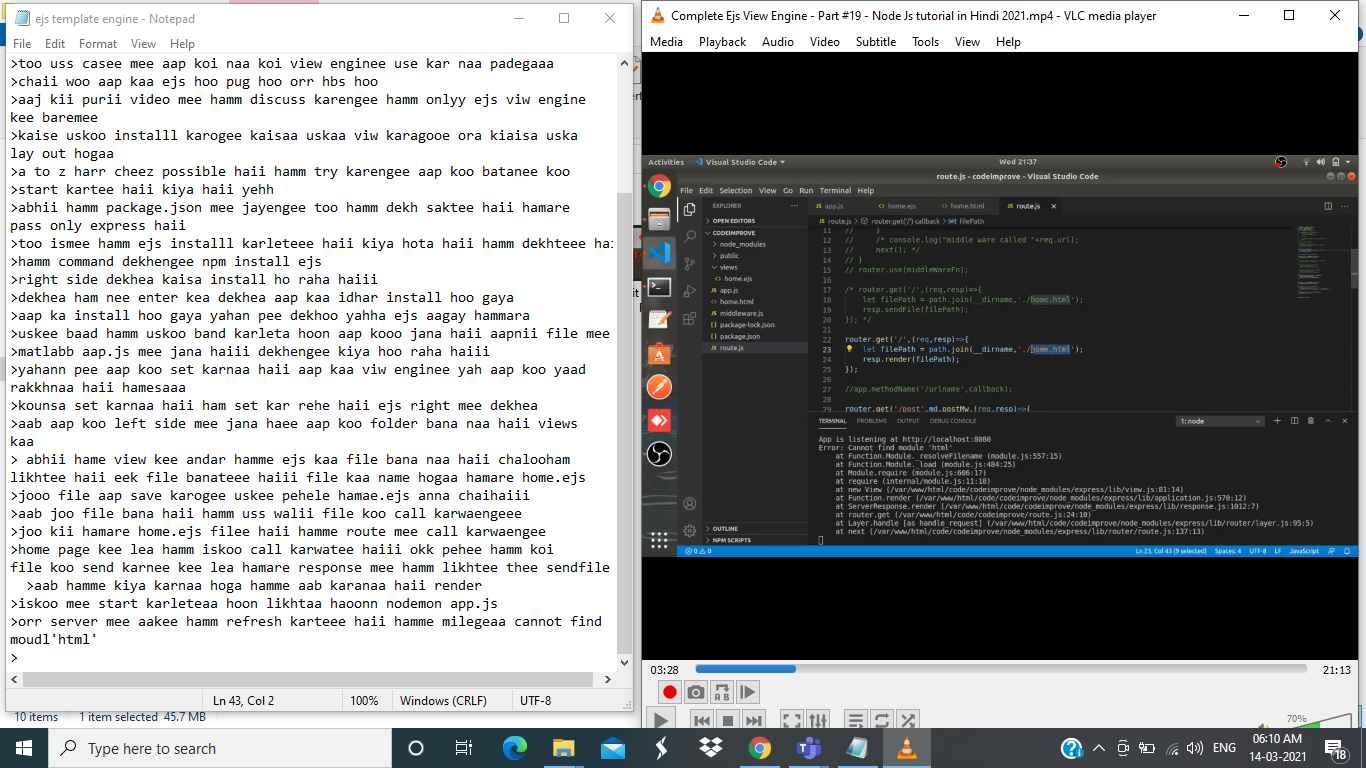 ejs template engine - Notepad
File Edit Format View Help
>too uss casee mee aap koi naa koi view enginee use kar naa padegaaa
>chaii woo aap kaa ejs hoo pug hoo orr hbs hoo
>aaj kii purii video mee hamm discuss karengee hamm onlyy ejs viw engine
kee baremee
>kaise uskoo installl karogee kaisaa uskaa viw karagooe ora kiaisa uska
lay out hogaa
>a to z harr cheez possible haii hamm try karengee aap koo batanee koo
>start kartee haii kiya haii yehh
>abhii hamm package.json mee jayengee too hamm dekh saktee haii hamare
pass only express haii
>too ismee hamm ejs installl karleteee haii kiya hota haii hamm dekhteee ha
>hamm command dekhengee npm install ejs
>right side dekhea kaisa install ho raha haiii
>dekhea ham nee enter kea dekhea aap kaa idhar install hoo gaya
>aap ka install hoo gaya yahan pee dekhoo yahha ejs aagay hammara
>uskee baad hamm uskoo band karleta hoon aap kooo jana haii aapnii file mee
>matlabb aap.js mee jana haiii dekhengee kiya hoo raha haiii
>yahann pee aap koo set karnaa haii aap kaa viw enginee yah aap koo yaad
rakkhnaa haii hamesaaa
>kounsa set karnaa haii ham set kar rehe haii ejs right mee dekhea
>aab aap koo left side mee jana haee aap koo folder bana naa haii views
kaa
> abhii hame view kee andar hamme ejs kaa file bana naa haii chalooham
likhtee haii eek file banateee haiii file kaa name hogaa hamare home.ejs
>jooo file aap save karogee uskee pehele hamae.ejs anna chaihaiii
>aab joo file bana haii hamm uss walii file koo call karwaengeee
>joo kii hamare home.ejs filee haii hamme route mee call karwaengee
>home page kee lea hamm iskoo call karwatee haiii okk pehee hamm koi
file koo send karnee kee lea hamare response mee hamm likhtee thee sendfile
>aab hamme kiya karnaa hoga hamme aab karanaa haii render
>iskoo mee start karleteaa hoon likhtaa haoonn nodemon app.js
>orr server mee aakee hamm refresh karteee haii hamme milegeaa cannot find
moudl'html'
>
Ln 43, Col 2 100% Windows (CRLF) UTF-8
10 items 1 item selected 45.7 MB
Complete Ejs View Engine - Part #19 - Node Js tutorial in Hindi 2021.mp4 - VLC media player
Media Playback Audio Video Subtitle Tools View Help
Activities Visual Studio Code Wed 21:37
route.js - codeimprove - Visual Studio Code
File Edit Selection View Go Run Terminal Help
EXPLORER
OPEN EDITORS
CODEIMPROVE
node_modules
public
views
home.ejs
app.js
home.html
middleware.js
package-lock.json
package.json
route.js
OUTLINE
NPM SCRIPTS
app.js home.ejs home.html route.js
route.js > router.get('/') callback > filePath
11 // }
12 // /* console.log("middle ware called "+req.url);
13 // next(); */
14 // }
15 // router.use(middleWareFn);
16
17 /* router.get('/',(req,resp)=>{
18 let filePath = path.join(__dirname,'./home.html');
19 resp.sendFile(filePath);
20 }); */
21
22 router.get('/',(req,resp)=>{
23 let filePath = path.join(__dirname,'./home.html');
24 resp.render(filePath);
25 });
26
27 //app.methodName('/urlname',callback);
28
29 router.get('/post',md.postMw,(req,resp)=>{
TERMINAL PROBLEMS OUTPUT DEBUG CONSOLE 1: node
App is listening at http://localhost:8080
Error: Cannot find module 'html'
at Function.Module._resolveFilename (module.js:557:15)
at Function.Module._load (module.js:484:25)
at Module.require (module.js:606:17)
at require (internal/module.js:11:18)
at new View (/var/www/html/code/codeimprove/node_modules/express/lib/view.js:81:14)
at Function.render (/var/www/html/code/codeimprove/node_modules/express/lib/application.js:570:12)
at ServerResponse.render (/var/www/html/code/codeimprove/node_modules/express/lib/response.js:1012:7)
at router.get (/var/www/html/code/codeimprove/route.js:24:10)
at Layer.handle [as handle_request] (/var/www/html/code/codeimprove/node_modules/express/lib/router/layer.js:95:5)
at next (/var/www/html/code/codeimprove/node_modules/express/lib/router/route.js:137:13)
0 0 Ln 23, Col 43 (9 selected) Spaces: 4 UTF-8 LF JavaScript
03:28 21:13
70%
Type here to search
ENG
06:10 AM
14-03-2021
18